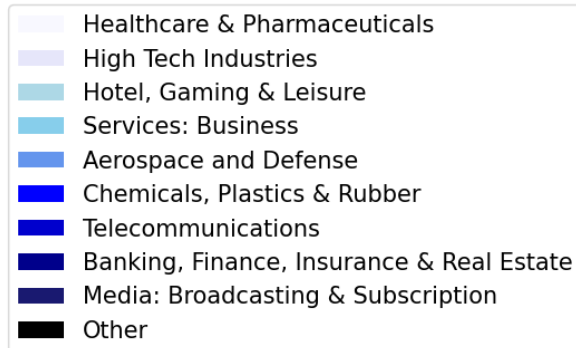 Healthcare & Pharmaceuticals
High Tech Industries
Hotel, Gaming & Leisure
Services: Business
Aerospace and Defense
Chemicals, Plastics & Rubber
Telecommunications
Banking, Finance, Insurance & Real Estate
Media: Broadcasting & Subscription
Other